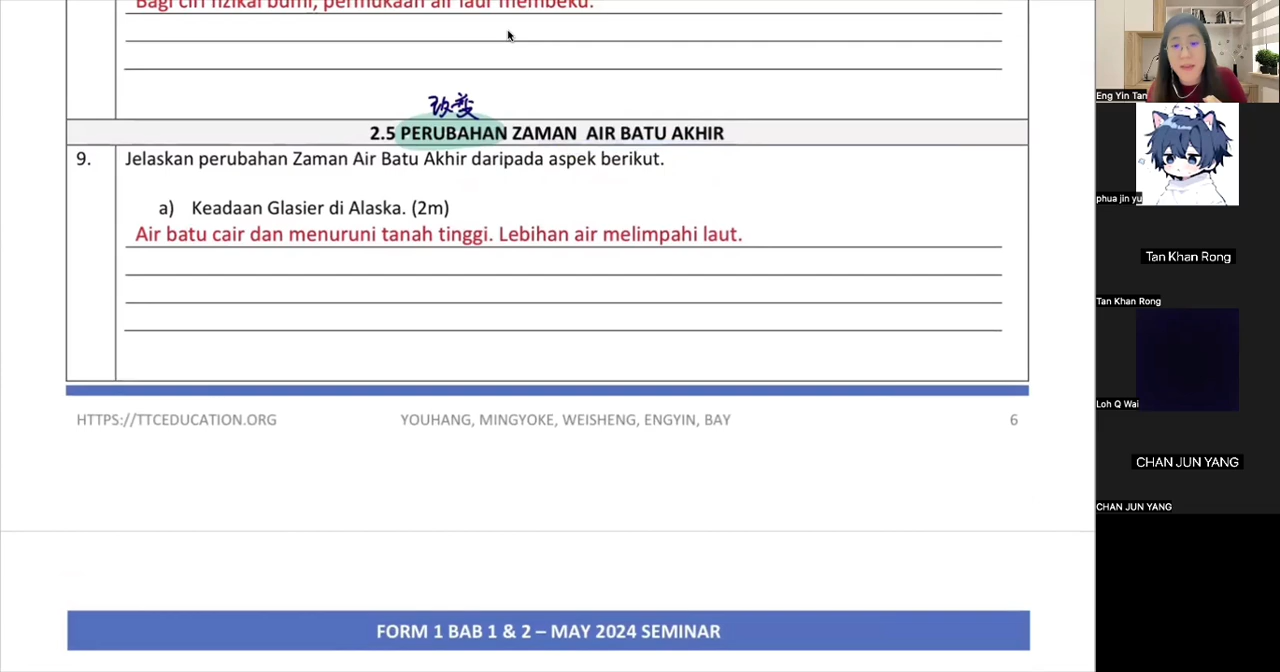 Bagi ciri fizikal bumi, permukaan air laut membeku.
改变
2.5 PERUBAHAN ZAMAN AIR BATU AKHIR
9. Jelaskan perubahan Zaman Air Batu Akhir daripada aspek berikut.
a) Keadaan Glasier di Alaska. (2m)
Air batu cair dan menuruni tanah tinggi. Lebihan air melimpahi laut.
HTTPS://TTCEDUCATION.ORG YOUHANG, MINGYOKE, WEISHENG, ENGYIN, BAY 6
FORM 1 BAB 1 & 2 – MAY 2024 SEMINAR
Eng Yin Tan
phua jin yu
Tan Khan Rong
Tan Khan Rong
Loh Q Wai
CHAN JUN YANG
CHAN JUN YANG